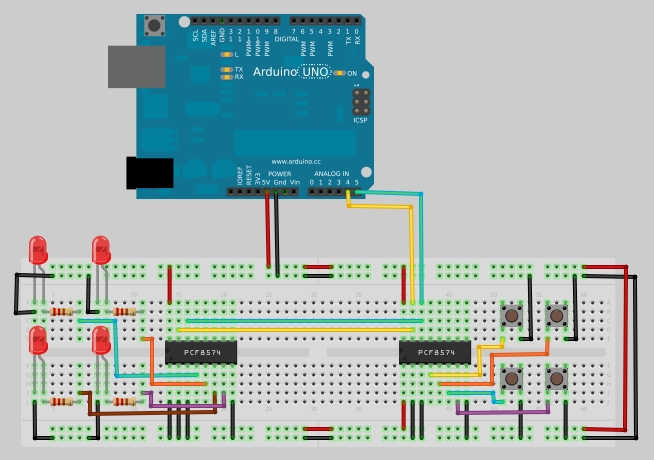 SCL
SDA
AREF
GND
13
12
PWM 11
PWM 10
PWM 9
8
DIGITAL
7
PWM 6
PWM 5
4
PWM 3
2
TX 1
RX 0
L
TX
RX
Arduino UNO
ON
1
ICSP
www.arduino.cc
POWER
ANALOG IN
IOREF
RESET
3V3
5V Gnd Vin
0 1 2 3 4 5
PCF8574
PCF8574